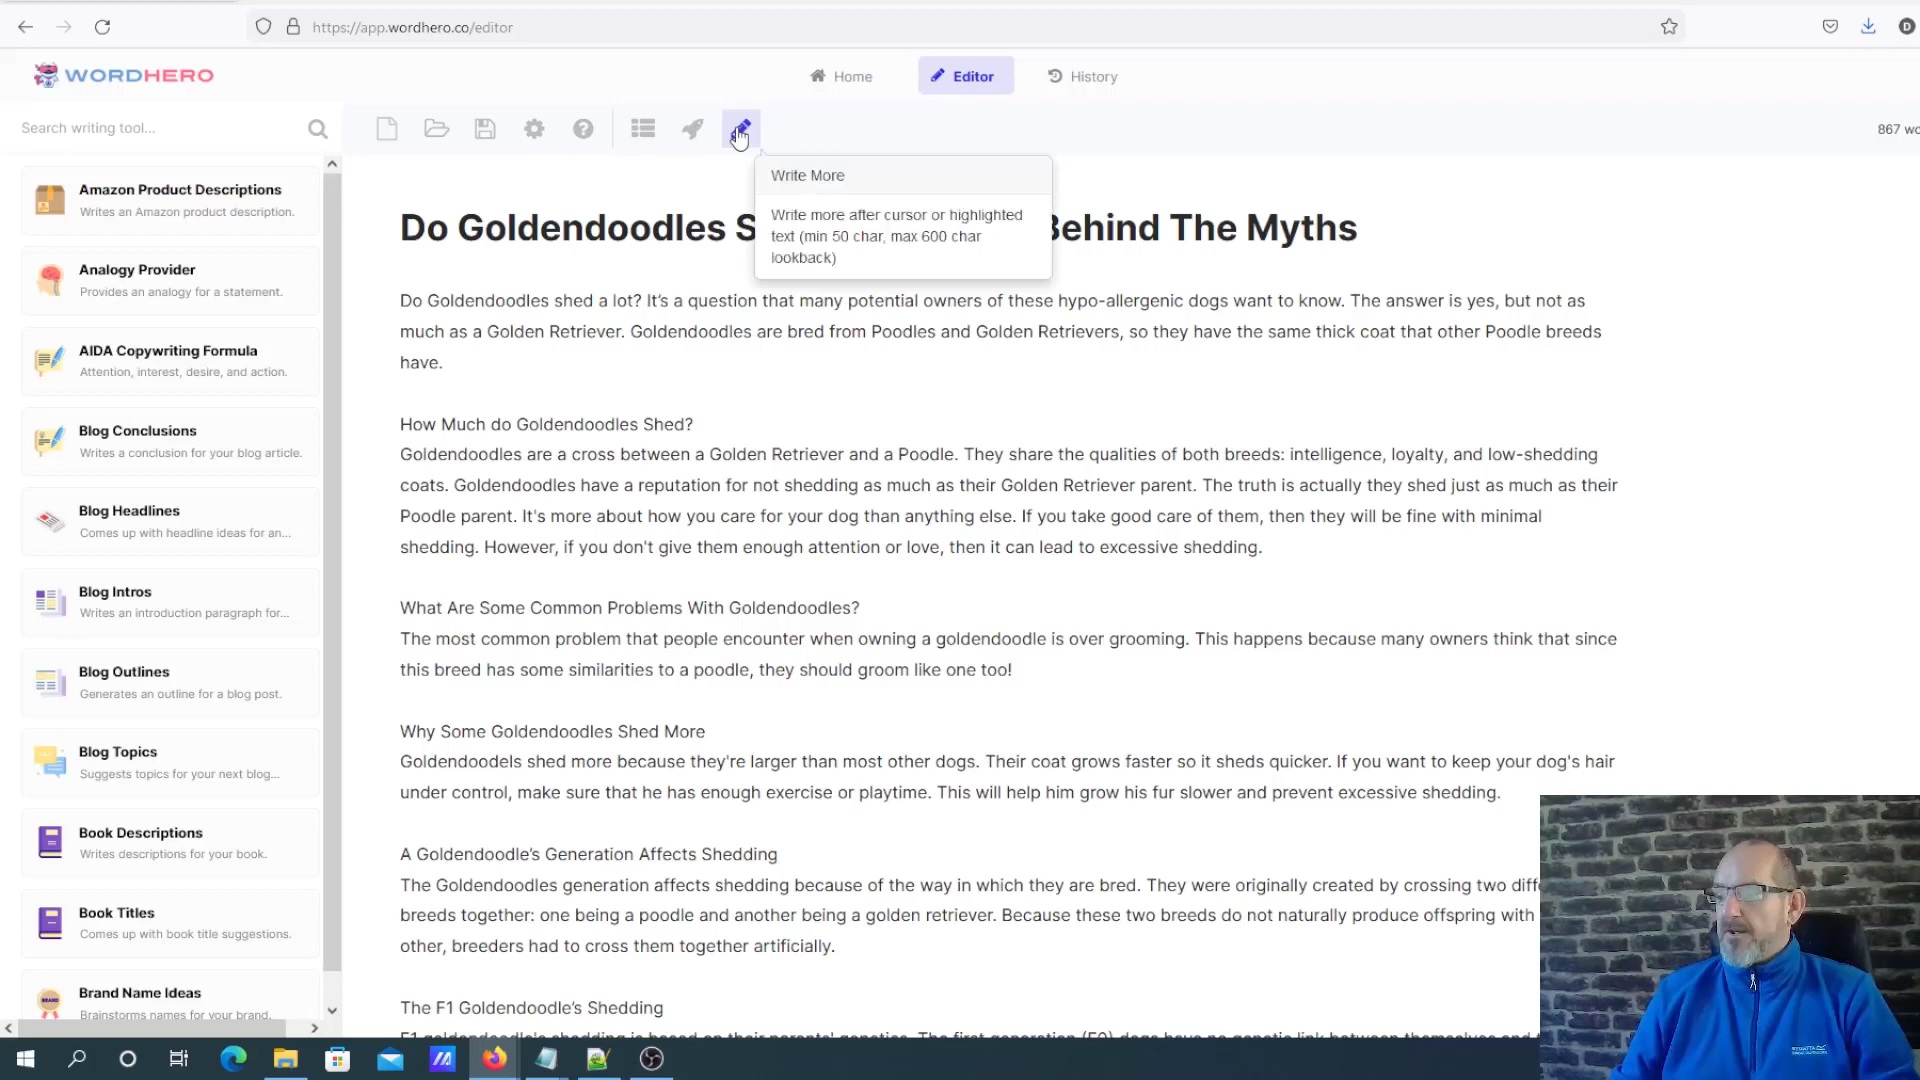 https://app.wordhero.co/editor
D
WORDHERO
Home
Editor
History
Search writing tool...
867 wo
Write More
Write more after cursor or highlighted
text (min 50 char, max 600 char
lookback)
Amazon Product Descriptions
Writes an Amazon product description.
Analogy Provider
Provides an analogy for a statement.
AIDA Copywriting Formula
Attention, interest, desire, and action.
Blog Conclusions
Writes a conclusion for your blog article.
Blog Headlines
Comes up with headline ideas for an...
Blog Intros
Writes an introduction paragraph for...
Blog Outlines
Generates an outline for a blog post.
Blog Topics
Suggests topics for your next blog...
Book Descriptions
Writes descriptions for your book.
Book Titles
Comes up with book title suggestions.
Brand Name Ideas
Brainstorms names for your brand.
Do Goldendoodles S Behind The Myths
Do Goldendoodles shed a lot? It’s a question that many potential owners of these hypo-allergenic dogs want to know. The answer is yes, but not as
much as a Golden Retriever. Goldendoodles are bred from Poodles and Golden Retrievers, so they have the same thick coat that other Poodle breeds
have.
How Much do Goldendoodles Shed?
Goldendoodles are a cross between a Golden Retriever and a Poodle. They share the qualities of both breeds: intelligence, loyalty, and low-shedding
coats. Goldendoodles have a reputation for not shedding as much as their Golden Retriever parent. The truth is actually they shed just as much as their
Poodle parent. It's more about how you care for your dog than anything else. If you take good care of them, then they will be fine with minimal
shedding. However, if you don't give them enough attention or love, then it can lead to excessive shedding.
What Are Some Common Problems With Goldendoodles?
The most common problem that people encounter when owning a goldendoodle is over grooming. This happens because many owners think that since
this breed has some similarities to a poodle, they should groom like one too!
Why Some Goldendoodles Shed More
Goldendoodels shed more because they're larger than most other dogs. Their coat grows faster so it sheds quicker. If you want to keep your dog's hair
under control, make sure that he has enough exercise or playtime. This will help him grow his fur slower and prevent excessive shedding.
A Goldendoodle’s Generation Affects Shedding
The Goldendoodles generation affects shedding because of the way in which they are bred. They were originally created by crossing two diff
breeds together: one being a poodle and another being a golden retriever. Because these two breeds do not naturally produce offspring with
other, breeders had to cross them together artificially.
The F1 Goldendoodle’s Shedding
F1 goldendoodle's shedding is based on their parents' genetics. The first generation (F0) dogs have no genetic link between themselves and
REGATTA